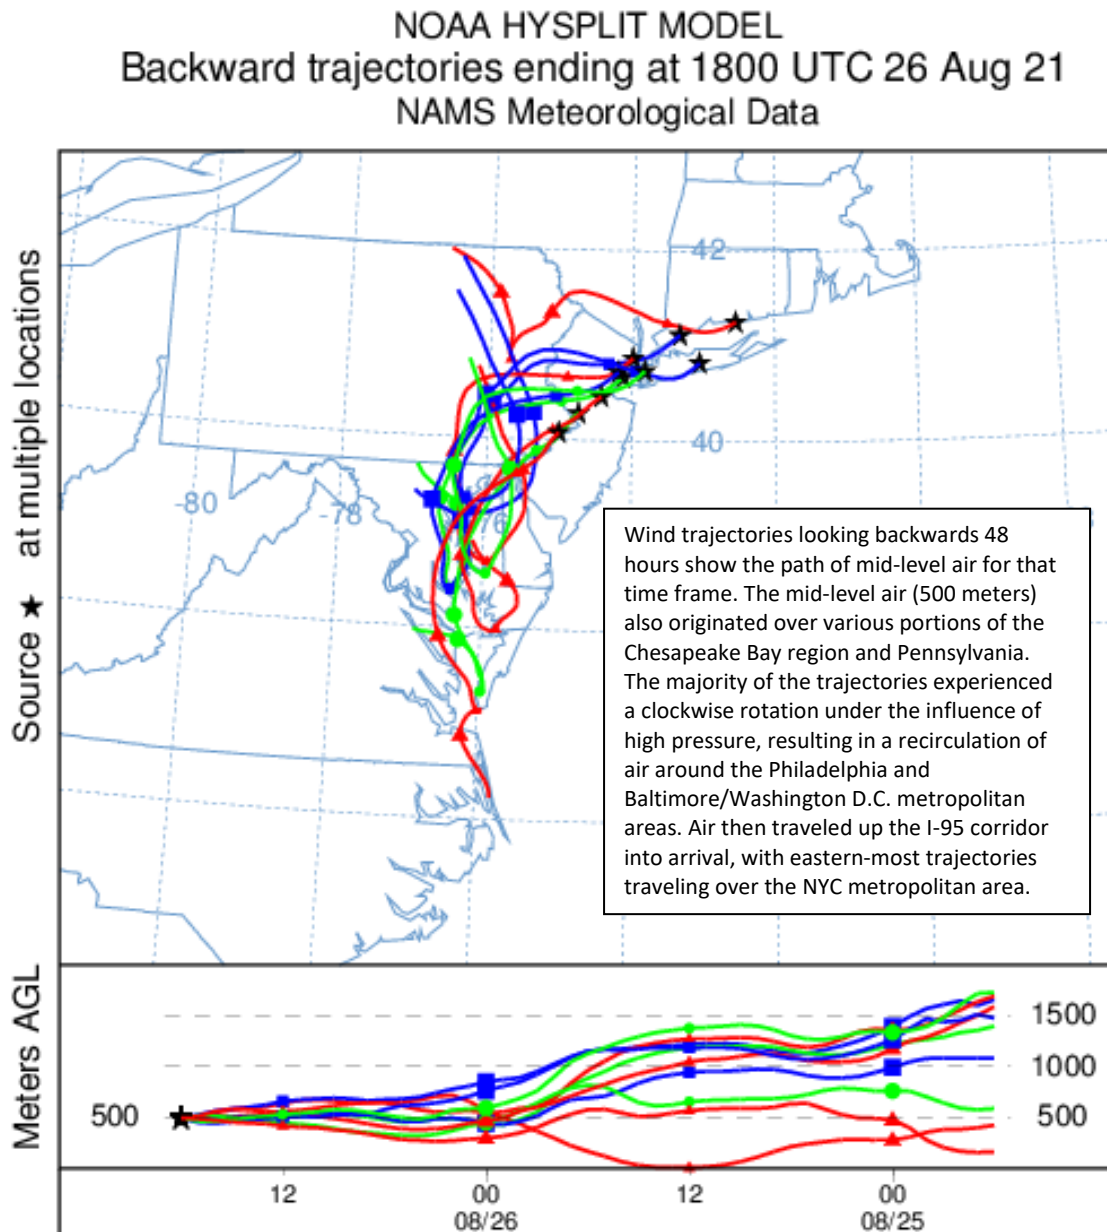 NOAA HYSPLIT MODEL
Backward trajectories ending at 1800 UTC 26 Aug 21
NAMS Meteorological Data
Source ★ at multiple locations
42
40
-80
-78
76
Wind trajectories looking backwards 48
hours show the path of mid-level air for that
time frame. The mid-level air (500 meters)
also originated over various portions of the
Chesapeake Bay region and Pennsylvania.
The majority of the trajectories experienced
a clockwise rotation under the influence of
high pressure, resulting in a recirculation of
air around the Philadelphia and
Baltimore/Washington D.C. metropolitan
areas. Air then traveled up the I-95 corridor
into arrival, with eastern-most trajectories
traveling over the NYC metropolitan area.
Meters AGL
500
1500
1000
500
12
00
12
00
08/26
08/25